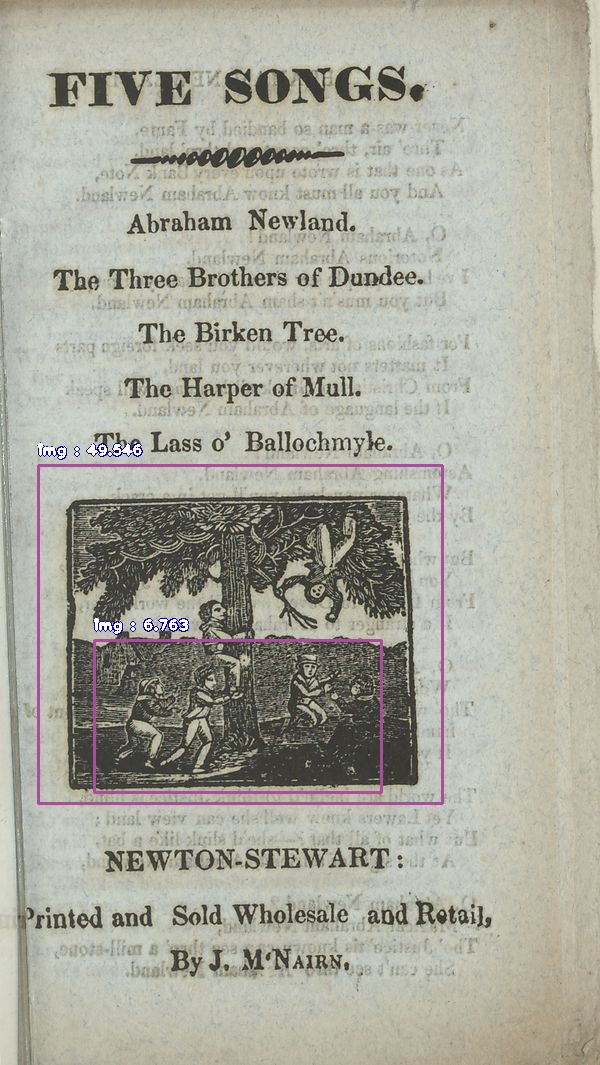 FIVE SONGS.
Abraham Newland.
The Three Brothers of Dundee.
The Birken Tree.
The Harper of Mull.
The Lass o' Ballochmyle.
img : 49.546
img : 6.763
NEWTON-STEWART:
Printed and Sold Wholesale and Retail,
By J. M'NAIRN.